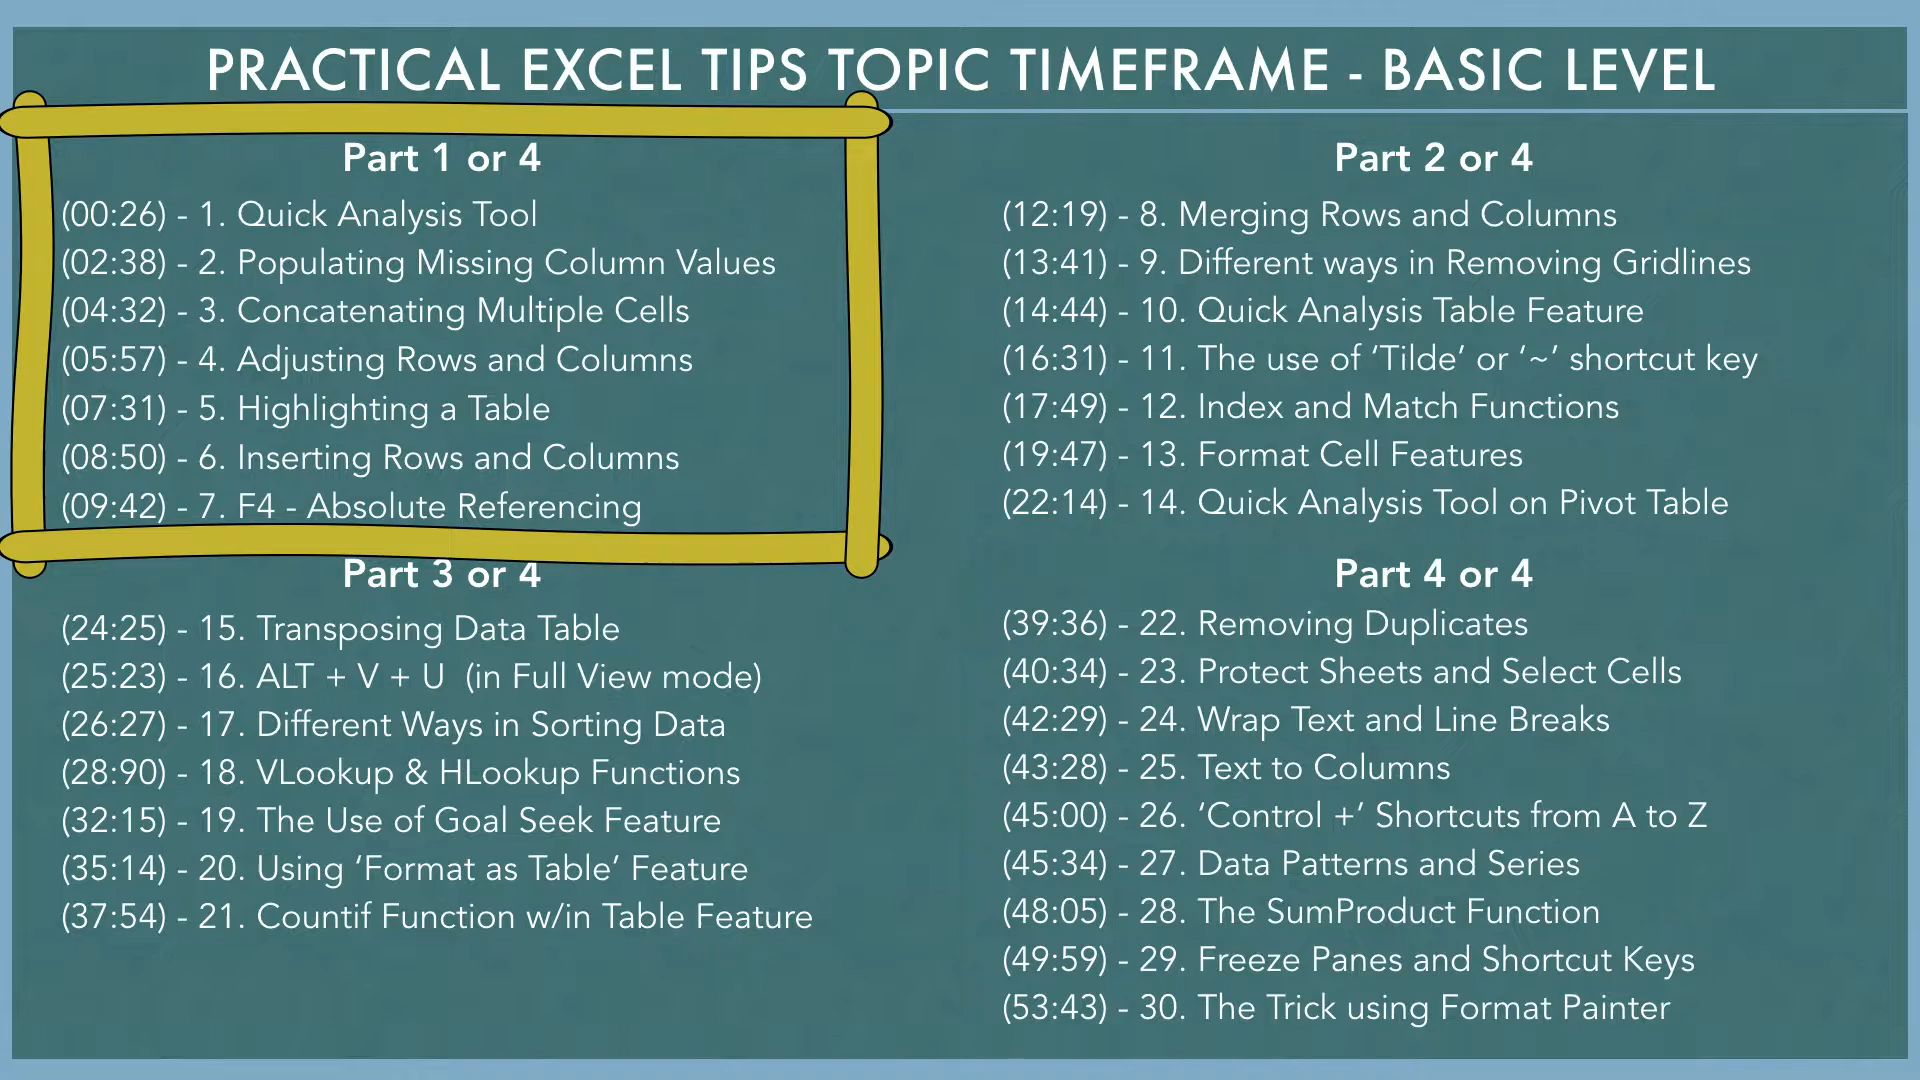 PRACTICAL EXCEL TIPS TOPIC TIMEFRAME - BASIC LEVEL
Part 1 or 4
(00:26) - 1. Quick Analysis Tool
(02:38) - 2. Populating Missing Column Values
(04:32) - 3. Concatenating Multiple Cells
(05:57) - 4. Adjusting Rows and Columns
(07:31) - 5. Highlighting a Table
(08:50) - 6. Inserting Rows and Columns
(09:42) - 7. F4 - Absolute Referencing
Part 2 or 4
(12:19) - 8. Merging Rows and Columns
(13:41) - 9. Different ways in Removing Gridlines
(14:44) - 10. Quick Analysis Table Feature
(16:31) - 11. The use of ‘Tilde’ or ‘~’ shortcut key
(17:49) - 12. Index and Match Functions
(19:47) - 13. Format Cell Features
(22:14) - 14. Quick Analysis Tool on Pivot Table
Part 3 or 4
(24:25) - 15. Transposing Data Table
(25:23) - 16. ALT + V + U (in Full View mode)
(26:27) - 17. Different Ways in Sorting Data
(28:90) - 18. VLookup & HLookup Functions
(32:15) - 19. The Use of Goal Seek Feature
(35:14) - 20. Using ‘Format as Table’ Feature
(37:54) - 21. Countif Function w/in Table Feature
Part 4 or 4
(39:36) - 22. Removing Duplicates
(40:34) - 23. Protect Sheets and Select Cells
(42:29) - 24. Wrap Text and Line Breaks
(43:28) - 25. Text to Columns
(45:00) - 26. ‘Control +’ Shortcuts from A to Z
(45:34) - 27. Data Patterns and Series
(48:05) - 28. The SumProduct Function
(49:59) - 29. Freeze Panes and Shortcut Keys
(53:43) - 30. The Trick using Format Painter